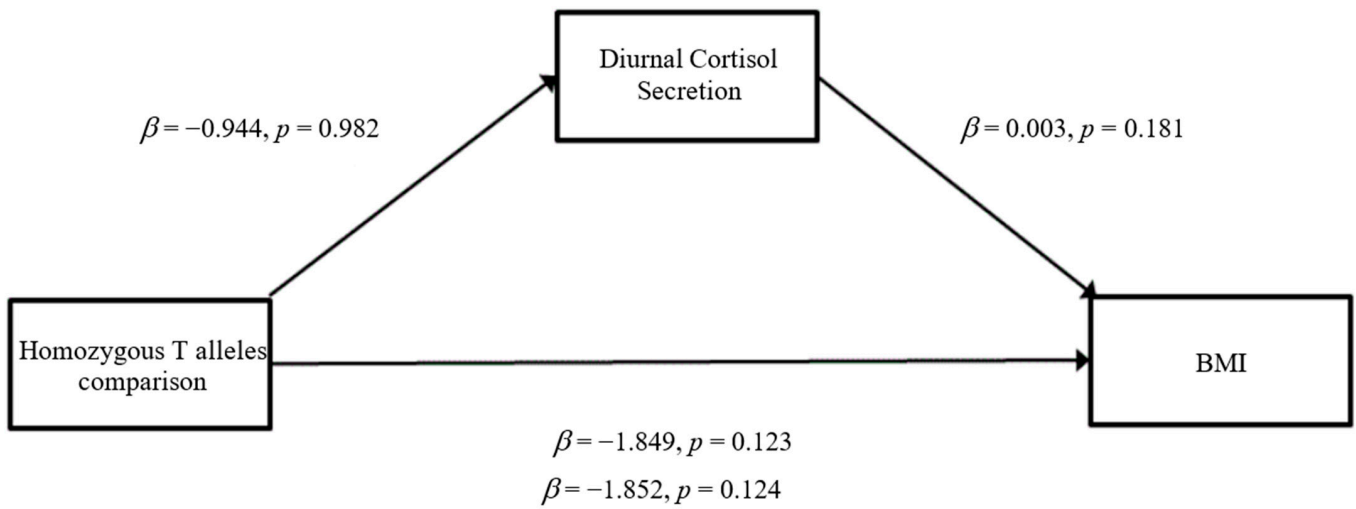 Diurnal Cortisol
Secretion
β = −0.944, p = 0.982
β = 0.003, p = 0.181
Homozygous T alleles
comparison
BMI
β = −1.849, p = 0.123
β = −1.852, p = 0.124